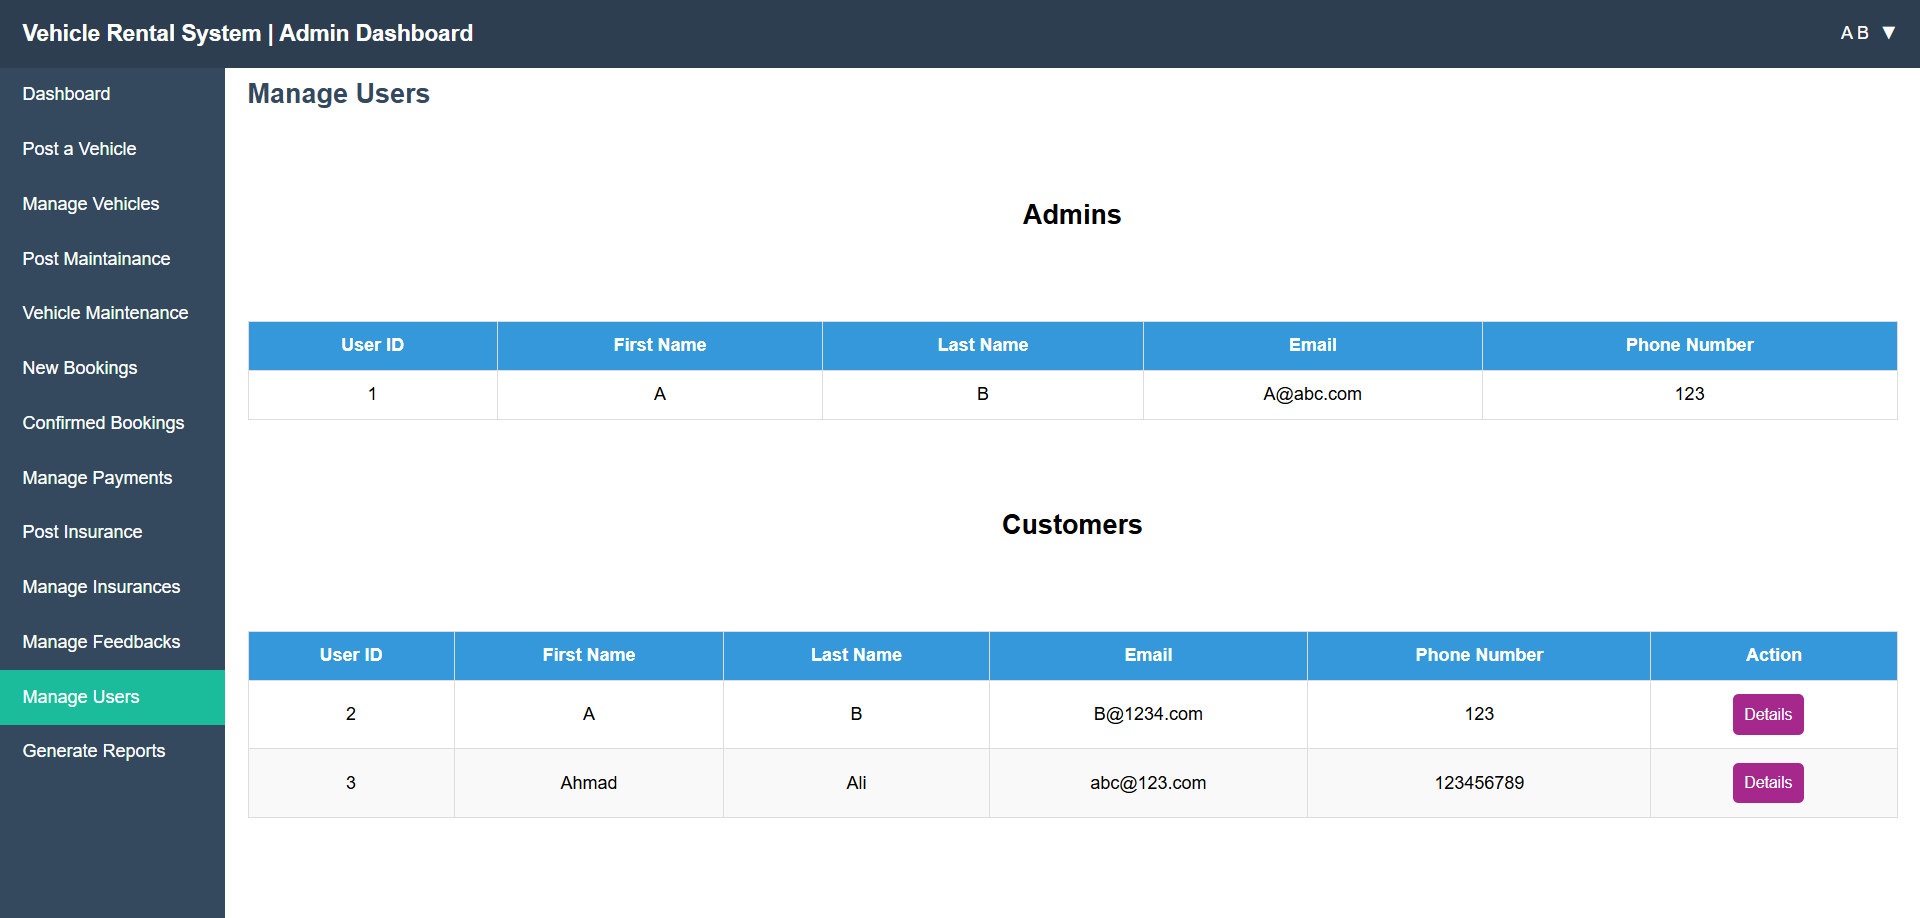 Vehicle Rental System | Admin Dashboard
A B ▼
Dashboard
Post a Vehicle
Manage Vehicles
Post Maintainance
Vehicle Maintenance
New Bookings
Confirmed Bookings
Manage Payments
Post Insurance
Manage Insurances
Manage Feedbacks
Manage Users
Generate Reports
Manage Users
Admins
User ID First Name Last Name Email Phone Number
1 A B A@abc.com 123
Customers
User ID First Name Last Name Email Phone Number Action
2 A B B@1234.com 123 Details
3 Ahmad Ali abc@123.com 123456789 Details